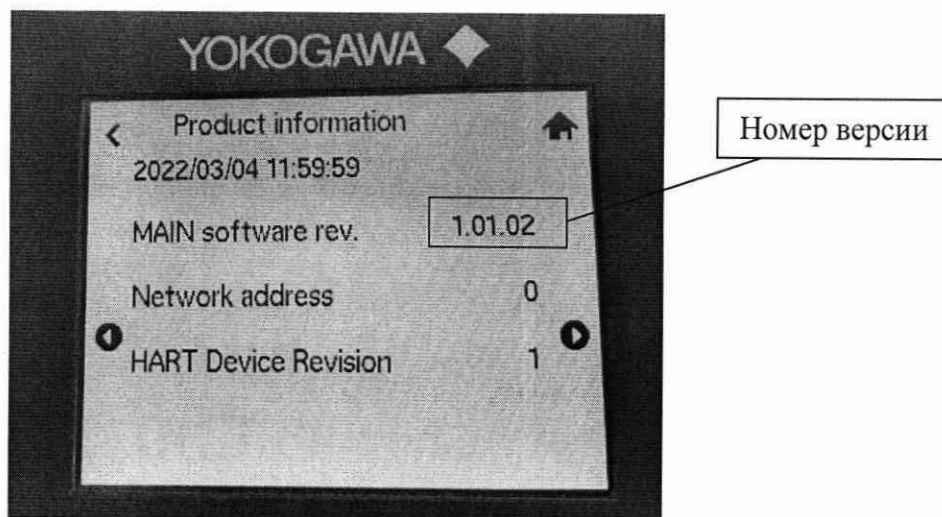 YOKOGAWA
Product information
2022/03/04 11:59:59
MAIN software rev. 1.01.02
Номер версии
Network address 0
HART Device Revision 1